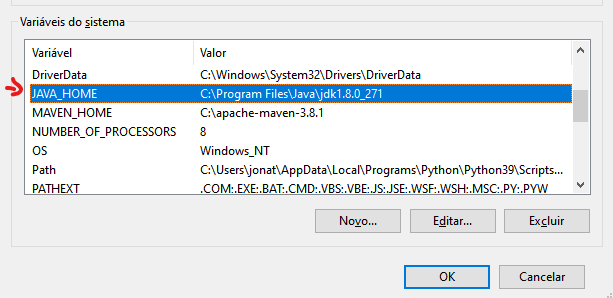 Variáveis do sistema
Variável Valor
DriverData C:\Windows\System32\Drivers\DriverData
JAVA_HOME C:\Program Files\Java\jdk1.8.0_271
MAVEN_HOME C:\apache-maven-3.8.1
NUMBER_OF_PROCESSORS 8
OS Windows_NT
Path C:\Users\jonat\AppData\Local\Programs\Python\Python39\Scripts...
PATHEXT .COM;.EXE;.BAT;.CMD;.VBS;.VBE;.JS;.JSE;.WSF;.WSH;.MSC;.PY;.PYW
Novo... Editar... Excluir
OK Cancelar